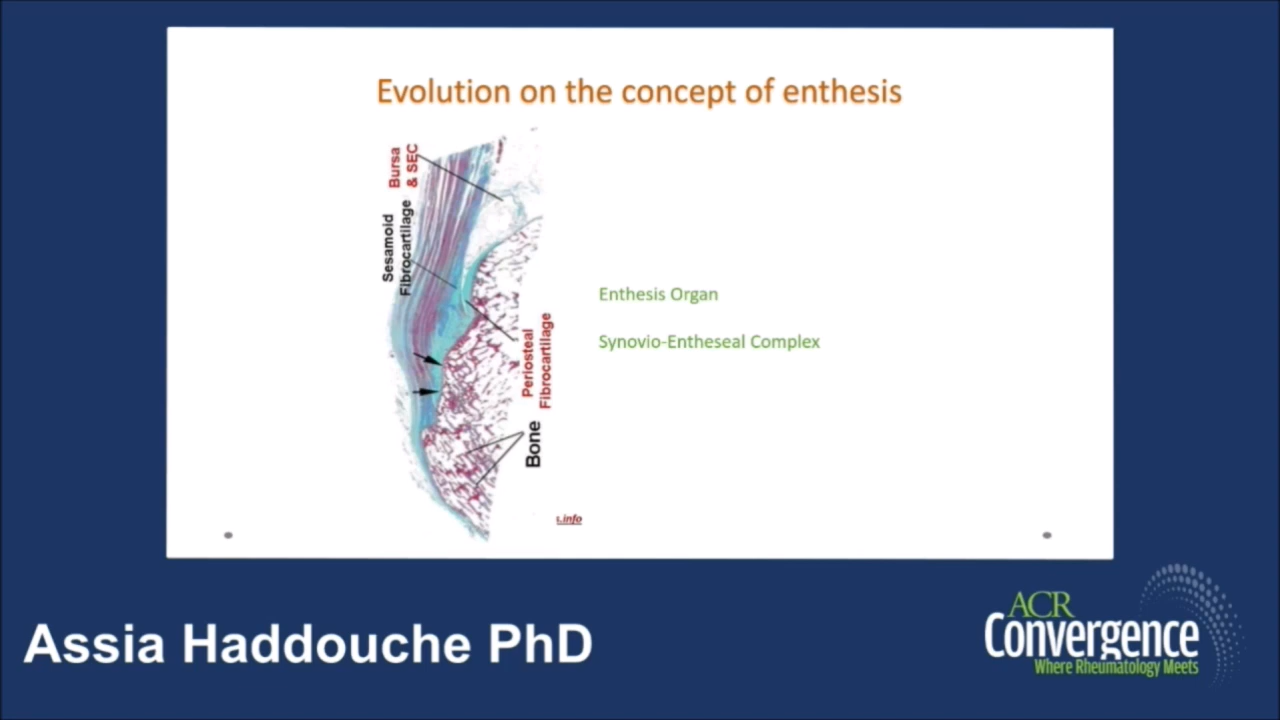 Evolution on the concept of enthesis
Bursa
& SEC
Sesamoid
Fibrocartilage
Periosteal
Fibrocartilage
Bone
Enthesis Organ
Synovio-Entheseal Complex
s.info
Assia Haddouche PhD
ACR
Convergence
Where Rheumatology Meets